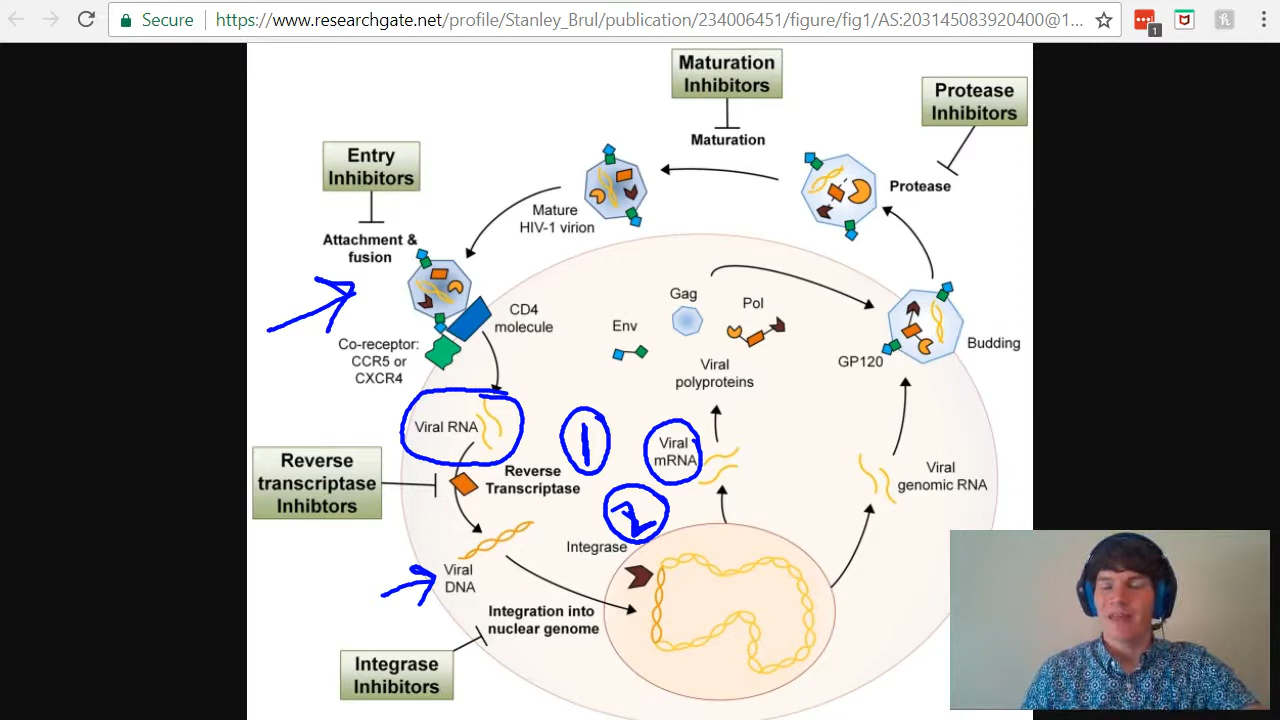 Secure
https://www.researchgate.net/profile/Stanley_Brul/publication/234006451/figure/fig1/AS:203145083920400@1...
1
Maturation
Inhibitors
Protease
Inhibitors
Entry
Inhibitors
Maturation
Protease
Mature
HIV-1 virion
Attachment &
fusion
CD4
molecule
Co-receptor:
CCR5 or
CXCR4
Gag
Pol
Env
Viral
polyproteins
GP120
Budding
Viral RNA
1
Viral
mRNA
Reverse
transcriptase
Inhibtors
Reverse
Transcriptase
2
Viral
genomic RNA
Integrase
Viral
DNA
Integration into
nuclear genome
Integrase
Inhibitors